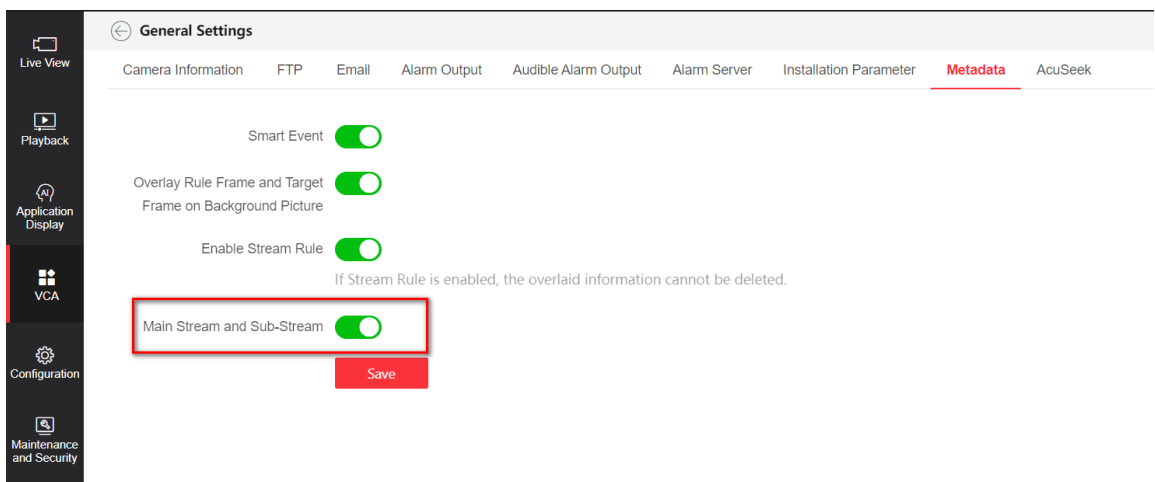 General Settings
Live View
Camera Information FTP Email Alarm Output Audible Alarm Output Alarm Server Installation Parameter Metadata AcuSeek
Playback
Smart Event
AI
Application
Display
Overlay Rule Frame and Target
Frame on Background Picture
Enable Stream Rule
If Stream Rule is enabled, the overlaid information cannot be deleted.
VCA
Main Stream and Sub-Stream
Save
Configuration
Maintenance
and Security